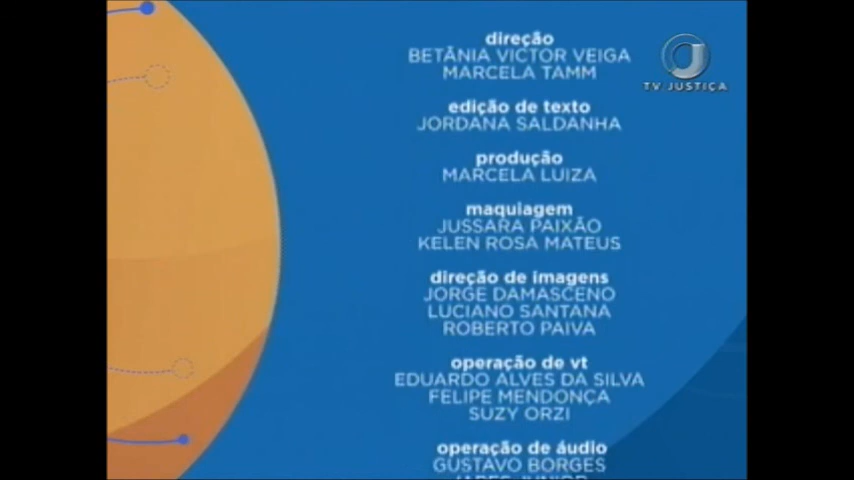 direção
BETÂNIA VICTOR VEIGA
MARCELA TAMM
TV JUSTIÇA
edição de texto
JORDANA SALDANHA
produção
MARCELA LUIZA
maquiagem
JUSSARA PAIXÃO
KELEN ROSA MATEUS
direção de imagens
JORGE DAMASCENO
LUCIANO SANTANA
ROBERTO PAIVA
operação de vt
EDUARDO ALVES DA SILVA
FELIPE MENDONÇA
SUZY ORZI
operação de áudio
GUSTAVO BORGES